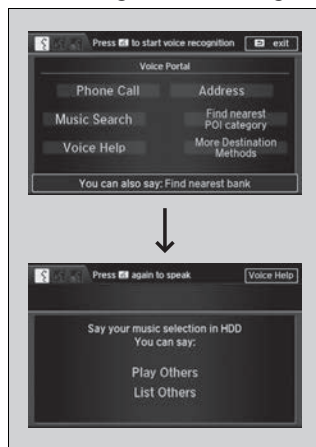 Press to start voice recognition
exit
Voice Portal
Phone Call
Address
Music Search
Find nearest
POI category
Voice Help
More Destination
Methods
You can also say: Find nearest bank
Press again to speak
Voice Help
Say your music selection in HDD
You can say:
Play Others
List Others